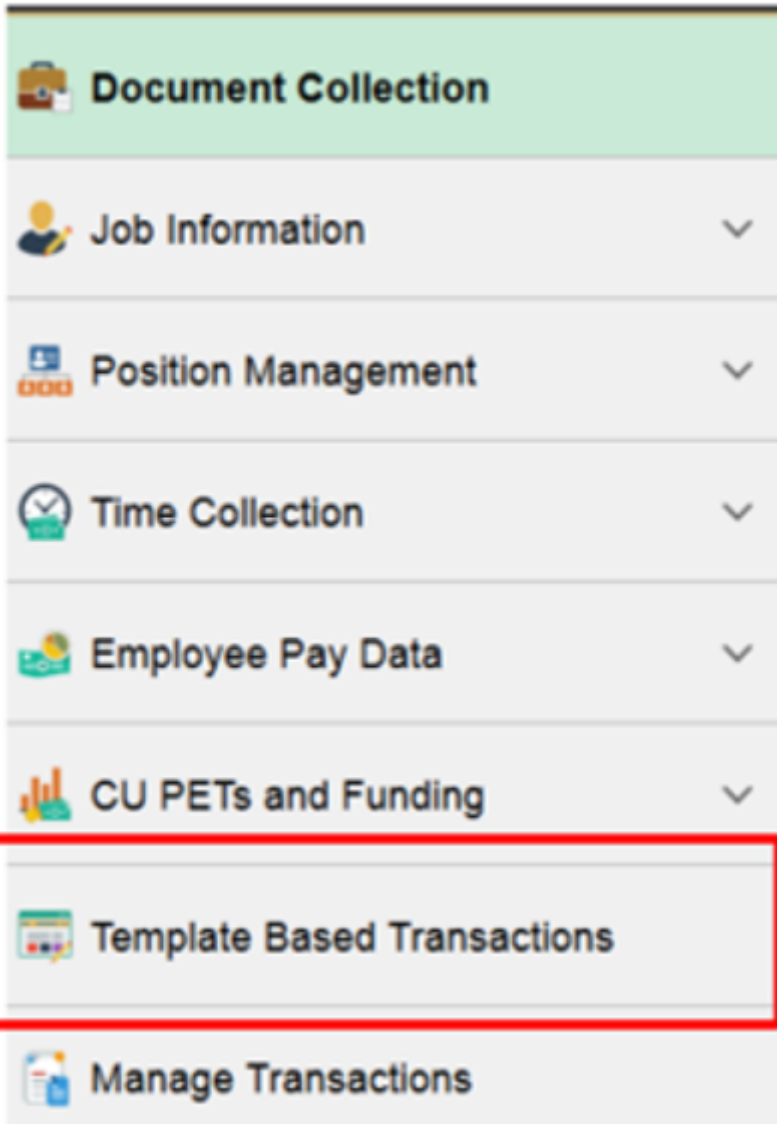 Document Collection
Job Information
Position Management
Time Collection
Employee Pay Data
CU PETs and Funding
Template Based Transactions
Manage Transactions